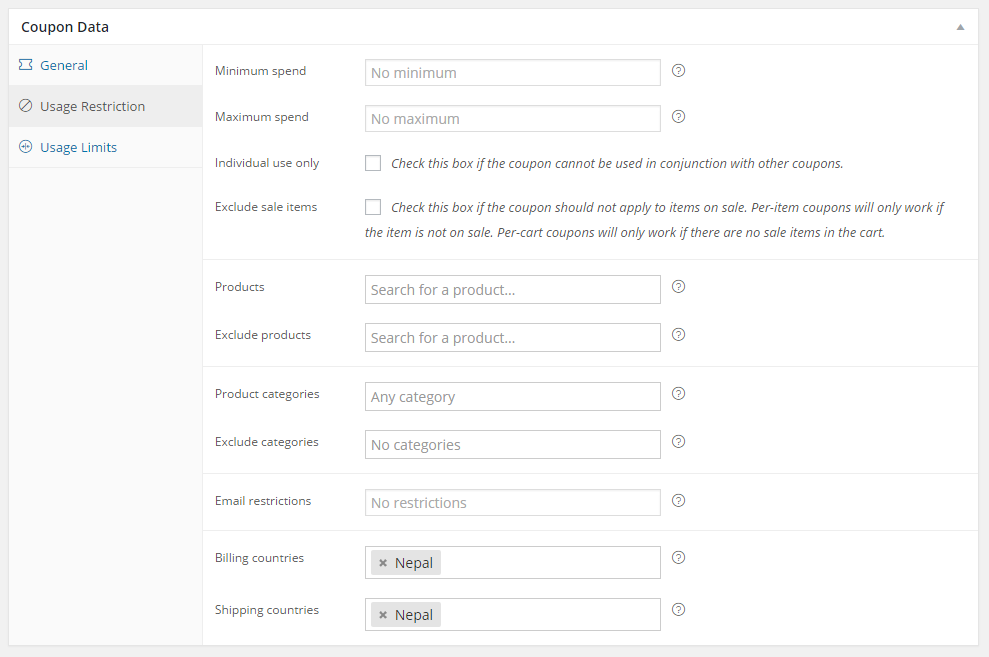 Coupon Data
General
Usage Restriction
Usage Limits
Minimum spend
No minimum
Maximum spend
No maximum
Individual use only
Check this box if the coupon cannot be used in conjunction with other coupons.
Exclude sale items
Check this box if the coupon should not apply to items on sale. Per-item coupons will only work if
the item is not on sale. Per-cart coupons will only work if there are no sale items in the cart.
Products
Search for a product...
Exclude products
Search for a product...
Product categories
Any category
Exclude categories
No categories
Email restrictions
No restrictions
Billing countries
Nepal
Shipping countries
Nepal